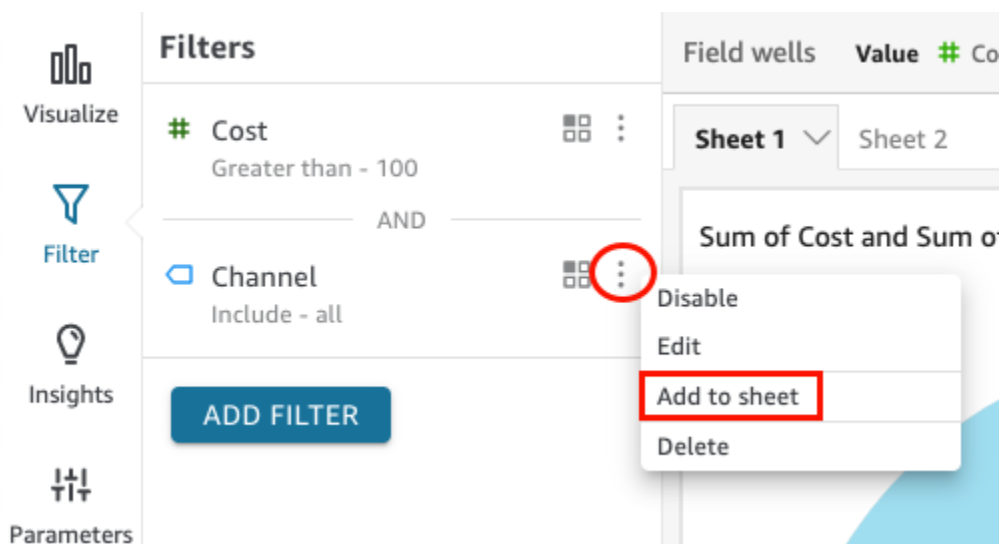 Visualize
Filter
Insights
Parameters
Filters
# Cost
Greater than - 100
AND
Channel
Include - all
ADD FILTER
Field wells Value # Co
Sheet 1 Sheet 2
Sum of Cost and Sum of
Disable
Edit
Add to sheet
Delete